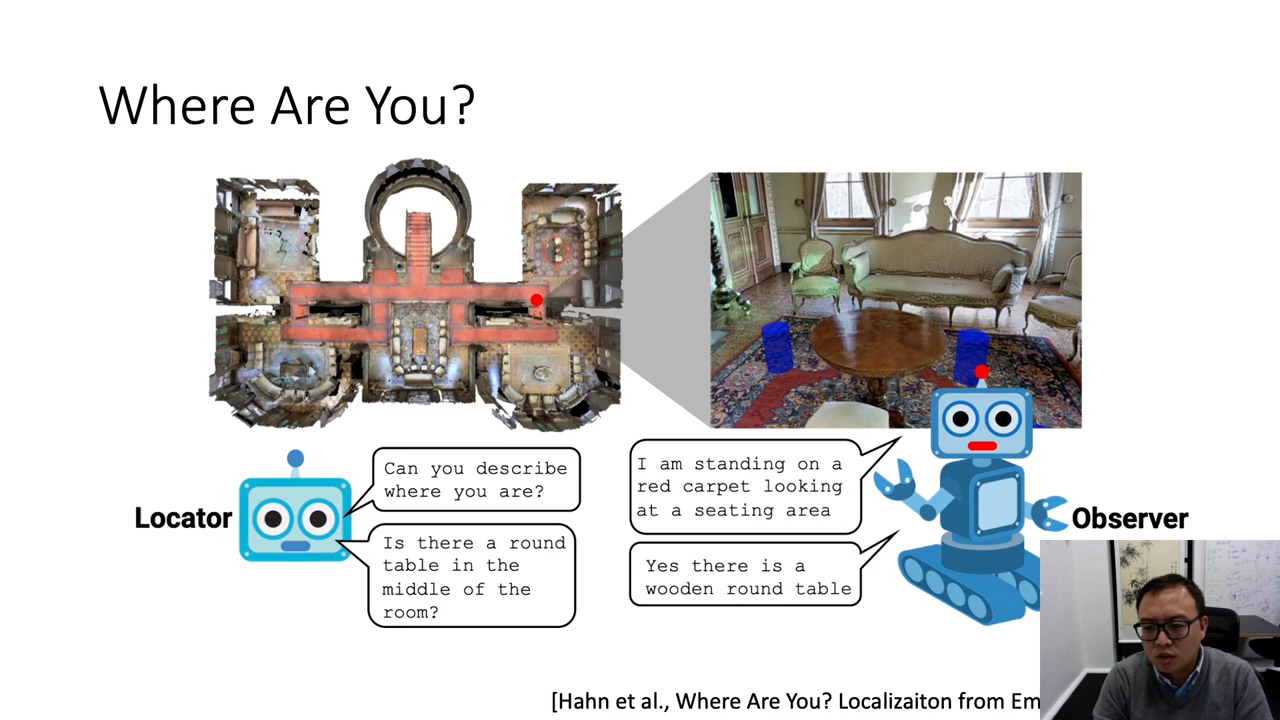 Where Are You?
Locator
Can you describe
where you are?
Is there a round
table in the
middle of the
room?
I am standing on a
red carpet looking
at a seating area
Yes there is a
wooden round table
Observer
[Hahn et al., Where Are You? Localizaiton from Em